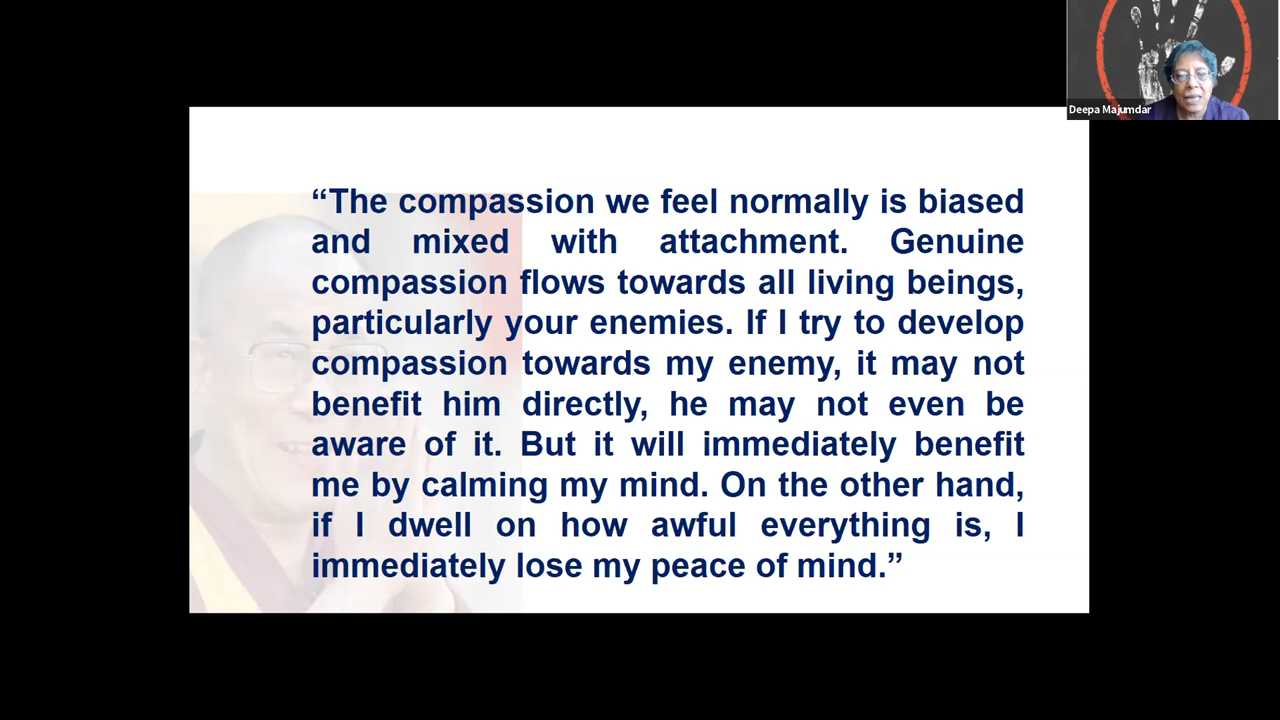 Deepa Majumdar
“The compassion we feel normally is biased
and mixed with attachment. Genuine
compassion flows towards all living beings,
particularly your enemies. If I try to develop
compassion towards my enemy, it may not
benefit him directly, he may not even be
aware of it. But it will immediately benefit
me by calming my mind. On the other hand,
if I dwell on how awful everything is, I
immediately lose my peace of mind.”